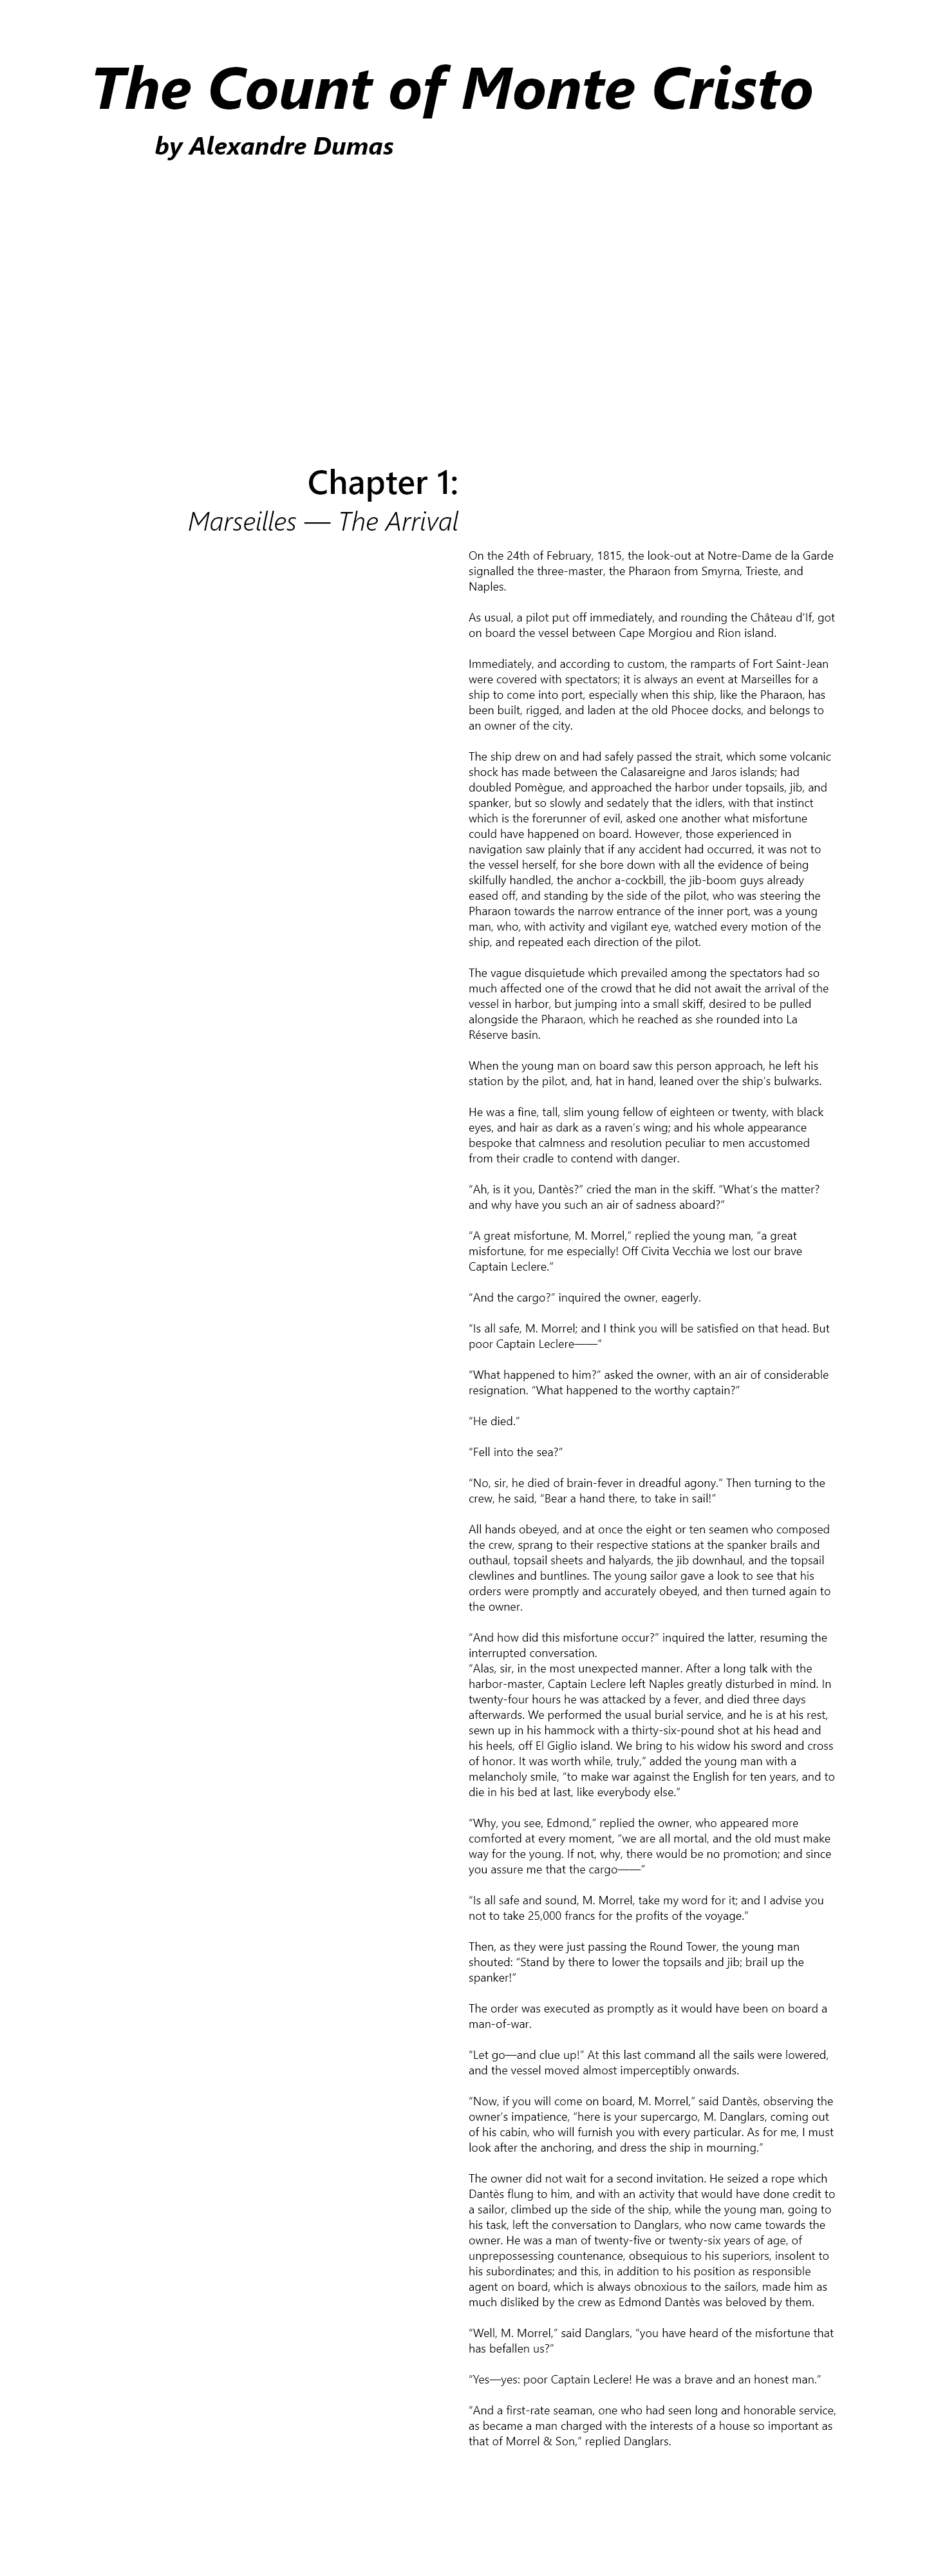 The Count of Monte Cristo
by Alexandre Dumas
Chapter 1:
Marseilles — The Arrival
On the 24th of February, 1815, the look-out at Notre-Dame de la Garde
signalled the three-master, the Pharaon from Smyrna, Trieste, and
Naples.
As usual, a pilot put off immediately, and rounding the Château d'If, got
on board the vessel between Cape Morgiou and Rion island.
Immediately, and according to custom, the ramparts of Fort Saint-Jean
were covered with spectators; it is always an event at Marseilles for a
ship to come into port, especially when this ship, like the Pharaon, has
been built, rigged, and laden at the old Phocee docks, and belongs to
an owner of the city.
The ship drew on and had safely passed the strait, which some volcanic
shock has made between the Calasareigne and Jaros islands; had
doubled Pomègue, and approached the harbor under topsails, jib, and
spanker, but so slowly and sedately that the idlers, with that instinct
which is the forerunner of evil, asked one another what misfortune
could have happened on board. However, those experienced in
navigation saw plainly that if any accident had occurred, it was not to
the vessel herself, for she bore down with all the evidence of being
skilfully handled, the anchor a-cockbill, the jib-boom guys already
eased off, and standing by the side of the pilot, who was steering the
Pharaon towards the narrow entrance of the inner port, was a young
man, who, with activity and vigilant eye, watched every motion of the
ship, and repeated each direction of the pilot.
The vague disquietude which prevailed among the spectators had so
much affected one of the crowd that he did not await the arrival of the
vessel in harbor, but jumping into a small skiff, desired to be pulled
alongside the Pharaon, which he reached as she rounded into La
Réserve basin.
When the young man on board saw this person approach, he left his
station by the pilot, and, hat in hand, leaned over the ship's bulwarks.
He was a fine, tall, slim young fellow of eighteen or twenty, with black
eyes, and hair as dark as a raven's wing; and his whole appearance
bespoke that calmness and resolution peculiar to men accustomed
from their cradle to contend with danger.
“Ah, is it you, Dantès?” cried the man in the skiff. “What's the matter?
and why have you such an air of sadness aboard?”
“A great misfortune, M. Morrel,” replied the young man, “a great
misfortune, for me especially! Off Civita Vecchia we lost our brave
Captain Leclere.”
“And the cargo?” inquired the owner, eagerly.
“Is all safe, M. Morrel; and I think you will be satisfied on that head. But
poor Captain Leclere——”
“What happened to him?” asked the owner, with an air of considerable
resignation. “What happened to the worthy captain?”
“He died.”
“Fell into the sea?”
“No, sir, he died of brain-fever in dreadful agony.” Then turning to the
crew, he said, “Bear a hand there, to take in sail!”
All hands obeyed, and at once the eight or ten seamen who composed
the crew, sprang to their respective stations at the spanker brails and
outhaul, topsail sheets and halyards, the jib downhaul, and the topsail
clewlines and buntlines. The young sailor gave a look to see that his
orders were promptly and accurately obeyed, and then turned again to
the owner.
“And how did this misfortune occur?” inquired the latter, resuming the
interrupted conversation.
“Alas, sir, in the most unexpected manner. After a long talk with the
harbor-master, Captain Leclere left Naples greatly disturbed in mind. In
twenty-four hours he was attacked by a fever, and died three days
afterwards. We performed the usual burial service, and he is at his rest,
sewn up in his hammock with a thirty-six-pound shot at his head and
his heels, off El Giglio island. We bring to his widow his sword and cross
of honor. It was worth while, truly,” added the young man with a
melancholy smile, “to make war against the English for ten years, and to
die in his bed at last, like everybody else.”
“Why, you see, Edmond,” replied the owner, who appeared more
comforted at every moment, “we are all mortal, and the old must make
way for the young. If not, why, there would be no promotion; and since
you assure me that the cargo——”
“Is all safe and sound, M. Morrel, take my word for it; and I advise you
not to take 25,000 francs for the profits of the voyage.”
Then, as they were just passing the Round Tower, the young man
shouted: “Stand by there to lower the topsails and jib; brail up the
spanker!”
The order was executed as promptly as it would have been on board a
man-of-war.
“Let go—and clue up!” At this last command all the sails were lowered,
and the vessel moved almost imperceptibly onwards.
“Now, if you will come on board, M. Morrel,” said Dantès, observing the
owner's impatience, “here is your supercargo, M. Danglars, coming out
of his cabin, who will furnish you with every particular. As for me, I must
look after the anchoring, and dress the ship in mourning.”
The owner did not wait for a second invitation. He seized a rope which
Dantès flung to him, and with an activity that would have done credit to
a sailor, climbed up the side of the ship, while the young man, going to
his task, left the conversation to Danglars, who now came towards the
owner. He was a man of twenty-five or twenty-six years of age, of
unprepossessing countenance, obsequious to his superiors, insolent to
his subordinates; and this, in addition to his position as responsible
agent on board, which is always obnoxious to the sailors, made him as
much disliked by the crew as Edmond Dantès was beloved by them.
“Well, M. Morrel,” said Danglars, “you have heard of the misfortune that
has befallen us?”
“Yes—yes: poor Captain Leclere! He was a brave and an honest man.”
“And a first-rate seaman, one who had seen long and honorable service,
as became a man charged with the interests of a house so important as
that of Morrel & Son,” replied Danglars.